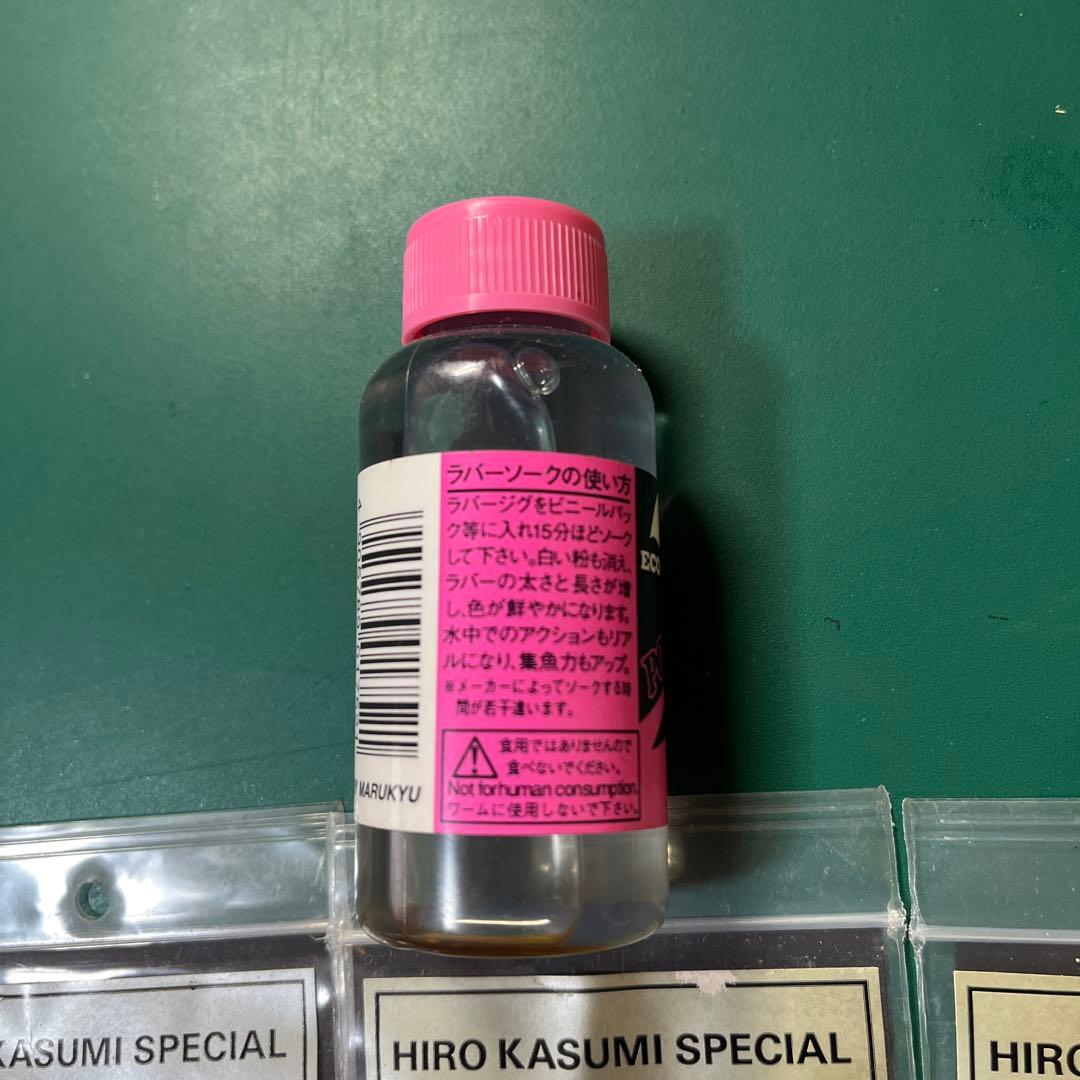 ラバーソークの使い方
ラバージグをビニールパッ
ク等に入れ15分ほどソーク
して下さい。白い粉も消え、
ラバーの太さと長さが増
し、色が鮮やかになります。
水中でのアクションもリア
ルになり、集魚力もアップ。
※メーカーによってソークする時
間が若干違います。
食用ではありませんので
食べないでください。
Not for human consumption.
ワームに使用しないで下さい。
MARUKYU
ECO
KASUMI SPECIAL
HIRO KASUMI SPECIAL
HIRO